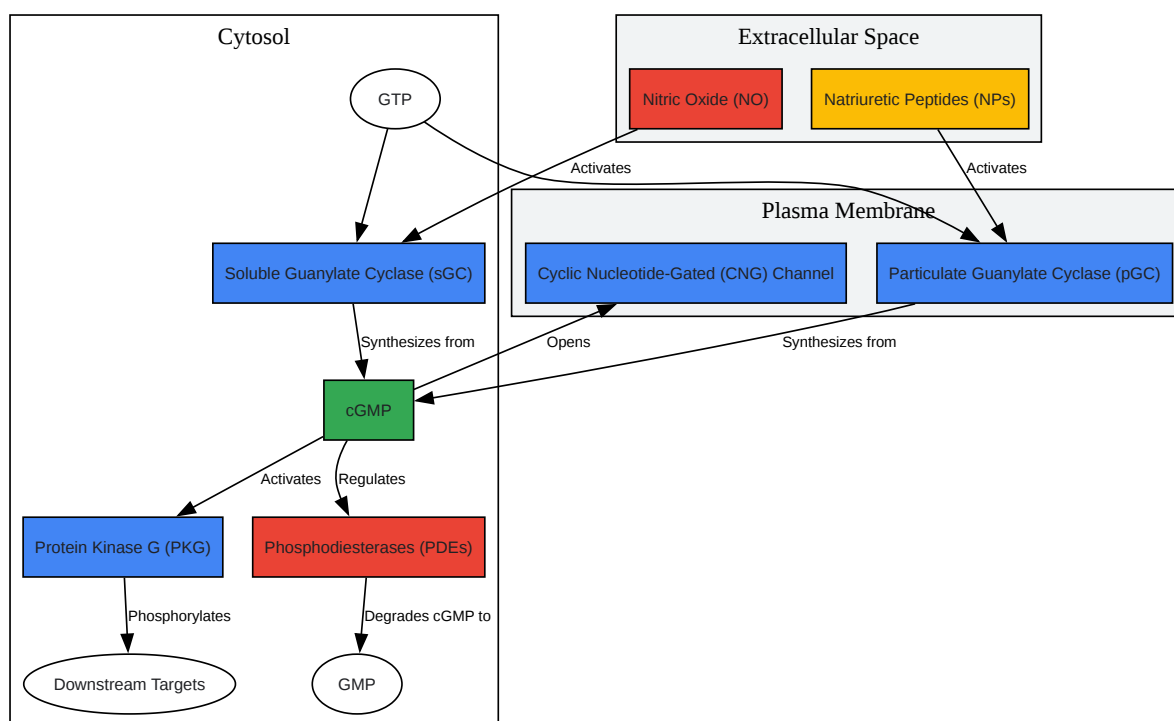 Cytosol
Extracellular Space
GTP
Nitric Oxide (NO)
Natriuretic Peptides (NPs)
Activates
Activates
Plasma Membrane
Soluble Guanylate Cyclase (sGC)
Cyclic Nucleotide-Gated (CNG) Channel
Particulate Guanylate Cyclase (pGC)
Synthesizes from
Opens
Synthesizes from
cGMP
Activates
Regulates
Protein Kinase G (PKG)
Phosphodiesterases (PDEs)
Phosphorylates
Degrades cGMP to
Downstream Targets
GMP